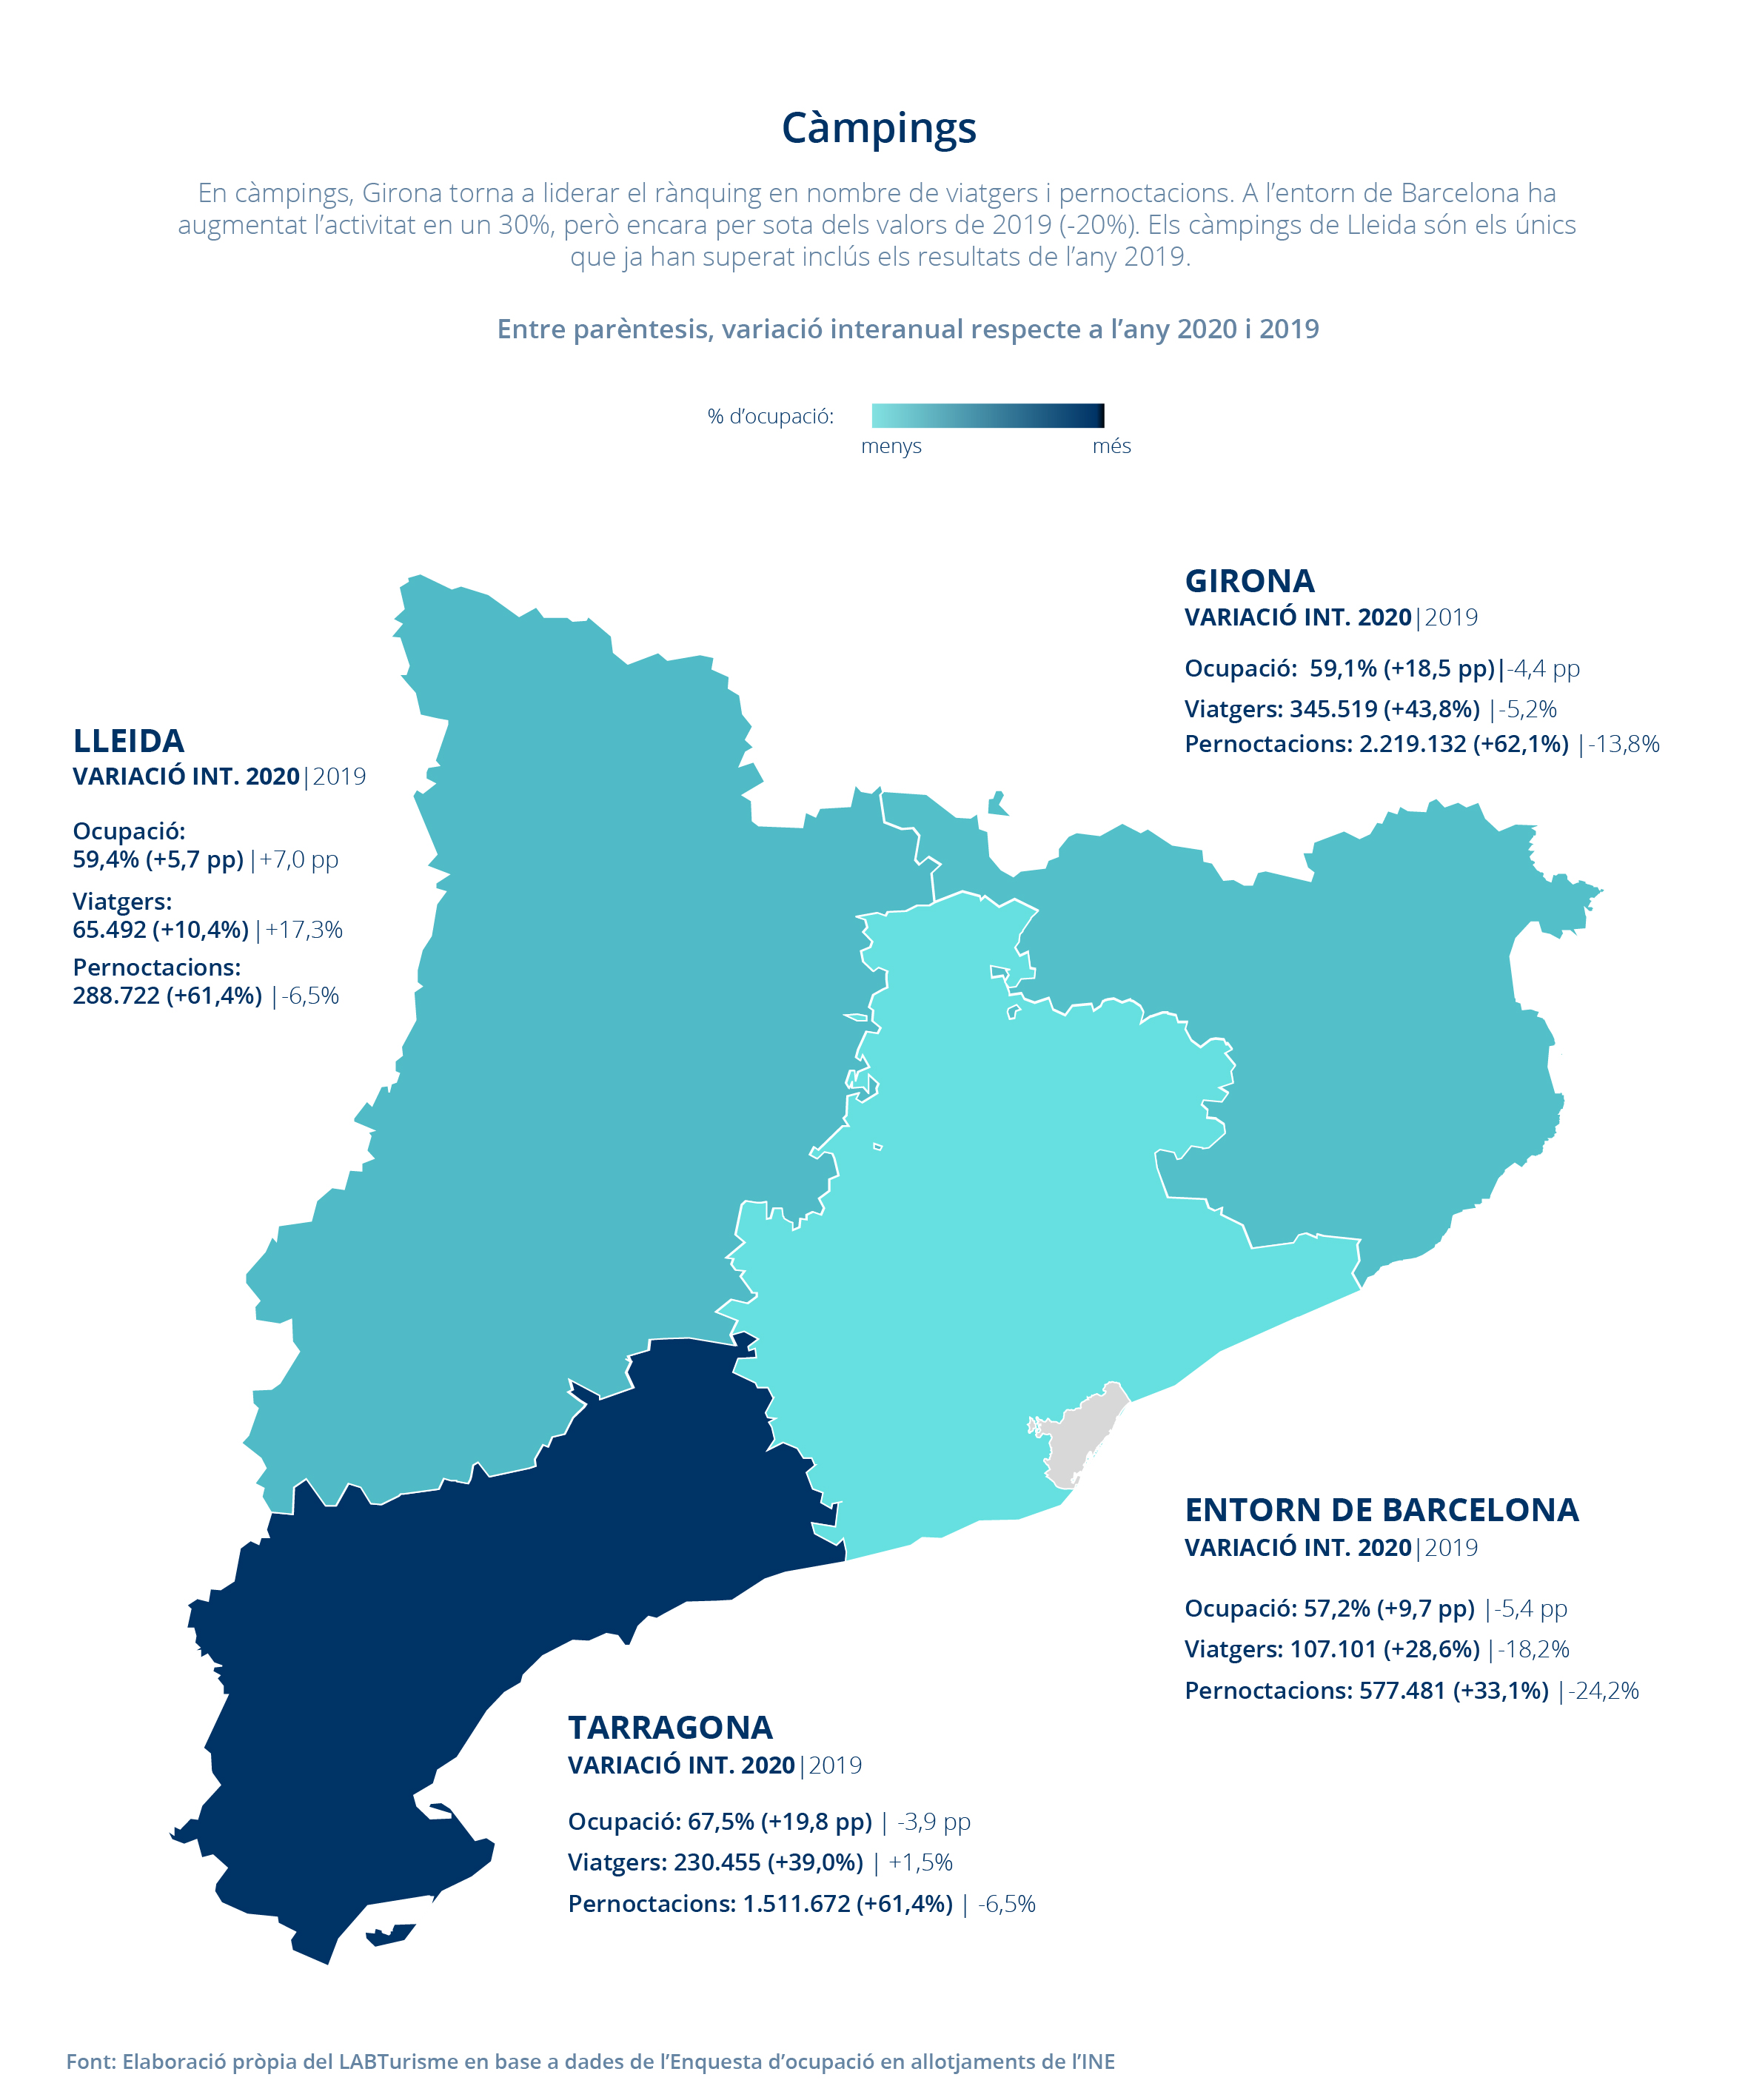 Càmpings
En càmpings, Girona torna a liderar el rànquing en nombre de viatgers i pernoctacions. A l’entorn de Barcelona ha
augmentat l’activitat en un 30%, però encara per sota dels valors de 2019 (-20%). Els càmpings de Lleida són els únics
que ja han superat inclús els resultats de l’any 2019.
Entre parèntesis, variació interanual respecte a l’any 2020 i 2019
% d’ocupació:
menys més
GIRONA
VARIACIÓ INT. 2020|2019
Ocupació: 59,1% (+18,5 pp)|-4,4 pp
Viatgers: 345.519 (+43,8%) |-5,2%
Pernoctacions: 2.219.132 (+62,1%) |-13,8%
LLEIDA
VARIACIÓ INT. 2020|2019
Ocupació:
59,4% (+5,7 pp)|+7,0 pp
Viatgers:
65.492 (+10,4%)|+17,3%
Pernoctacions:
288.722 (+61,4%) |-6,5%
ENTORN DE BARCELONA
VARIACIÓ INT. 2020|2019
Ocupació: 57,2% (+9,7 pp) |-5,4 pp
Viatgers: 107.101 (+28,6%) |-18,2%
Pernoctacions: 577.481 (+33,1%) |-24,2%
TARRAGONA
VARIACIÓ INT. 2020|2019
Ocupació: 67,5% (+19,8 pp) | -3,9 pp
Viatgers: 230.455 (+39,0%) | +1,5%
Pernoctacions: 1.511.672 (+61,4%) | -6,5%
Font: Elaboració pròpia del LABTurisme en base a dades de l’Enquesta d’ocupació en allotjaments de l’INE